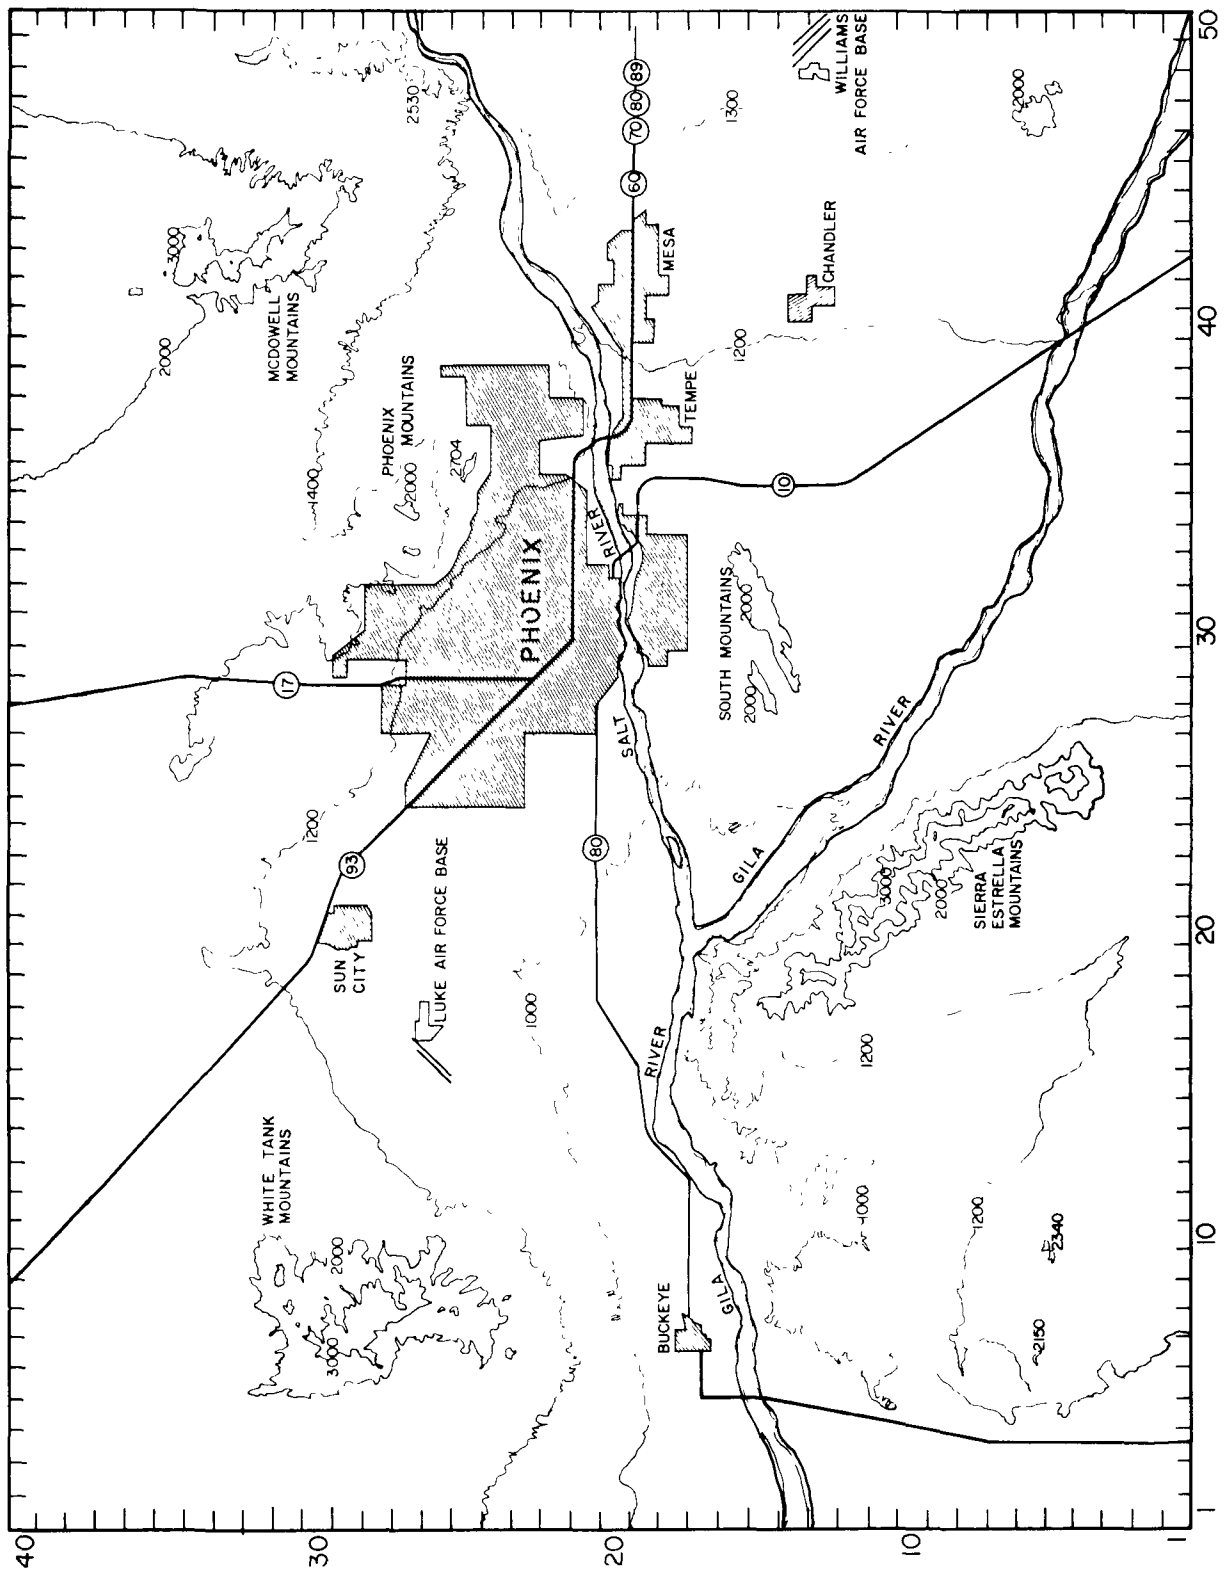 40
30
20
10
1
10
20
30
40
50
2000
3000
MCDOWELL
MOUNTAINS
2530
1400
PHOENIX
MOUNTAINS
2000
2704
17
1200
93
SUN
CITY
LUKE AIR FORCE BASE
WHITE TANK
MOUNTAINS
2000
3000
1000
PHOENIX
60
70
80
89
MESA
TEMPE
CHANDLER
WILLIAMS
AIR FORCE BASE
1300
1200
2000
80
SALT
RIVER
10
SOUTH MOUNTAINS
2000
2000
GILA
RIVER
GILA
RIVER
BUCKEYE
3000
2000
SIERRA
ESTRELLA
MOUNTAINS
1200
1000
1200
2340
2150